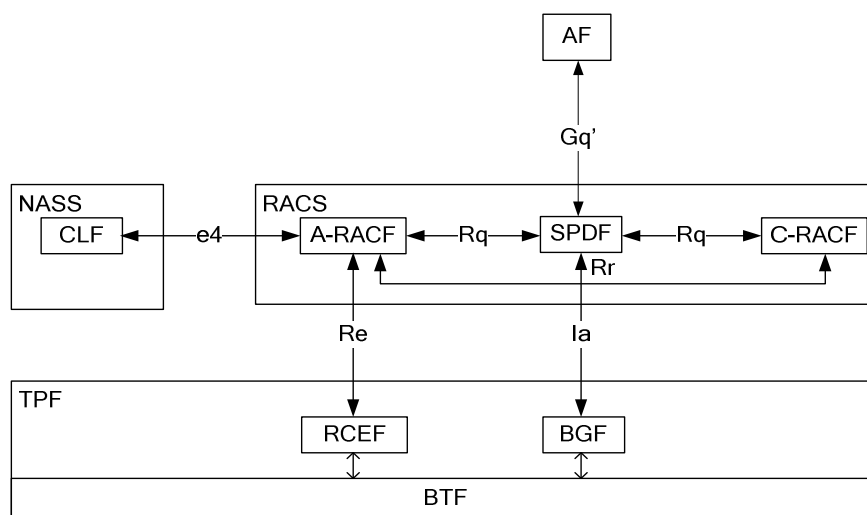 AF
Gq’
NASS
RACS
CLF
e4
A-RACF
Rq
SPDF
Rq
C-RACF
Rr
Re
Ia
TPF
RCEF
BGF
BTF